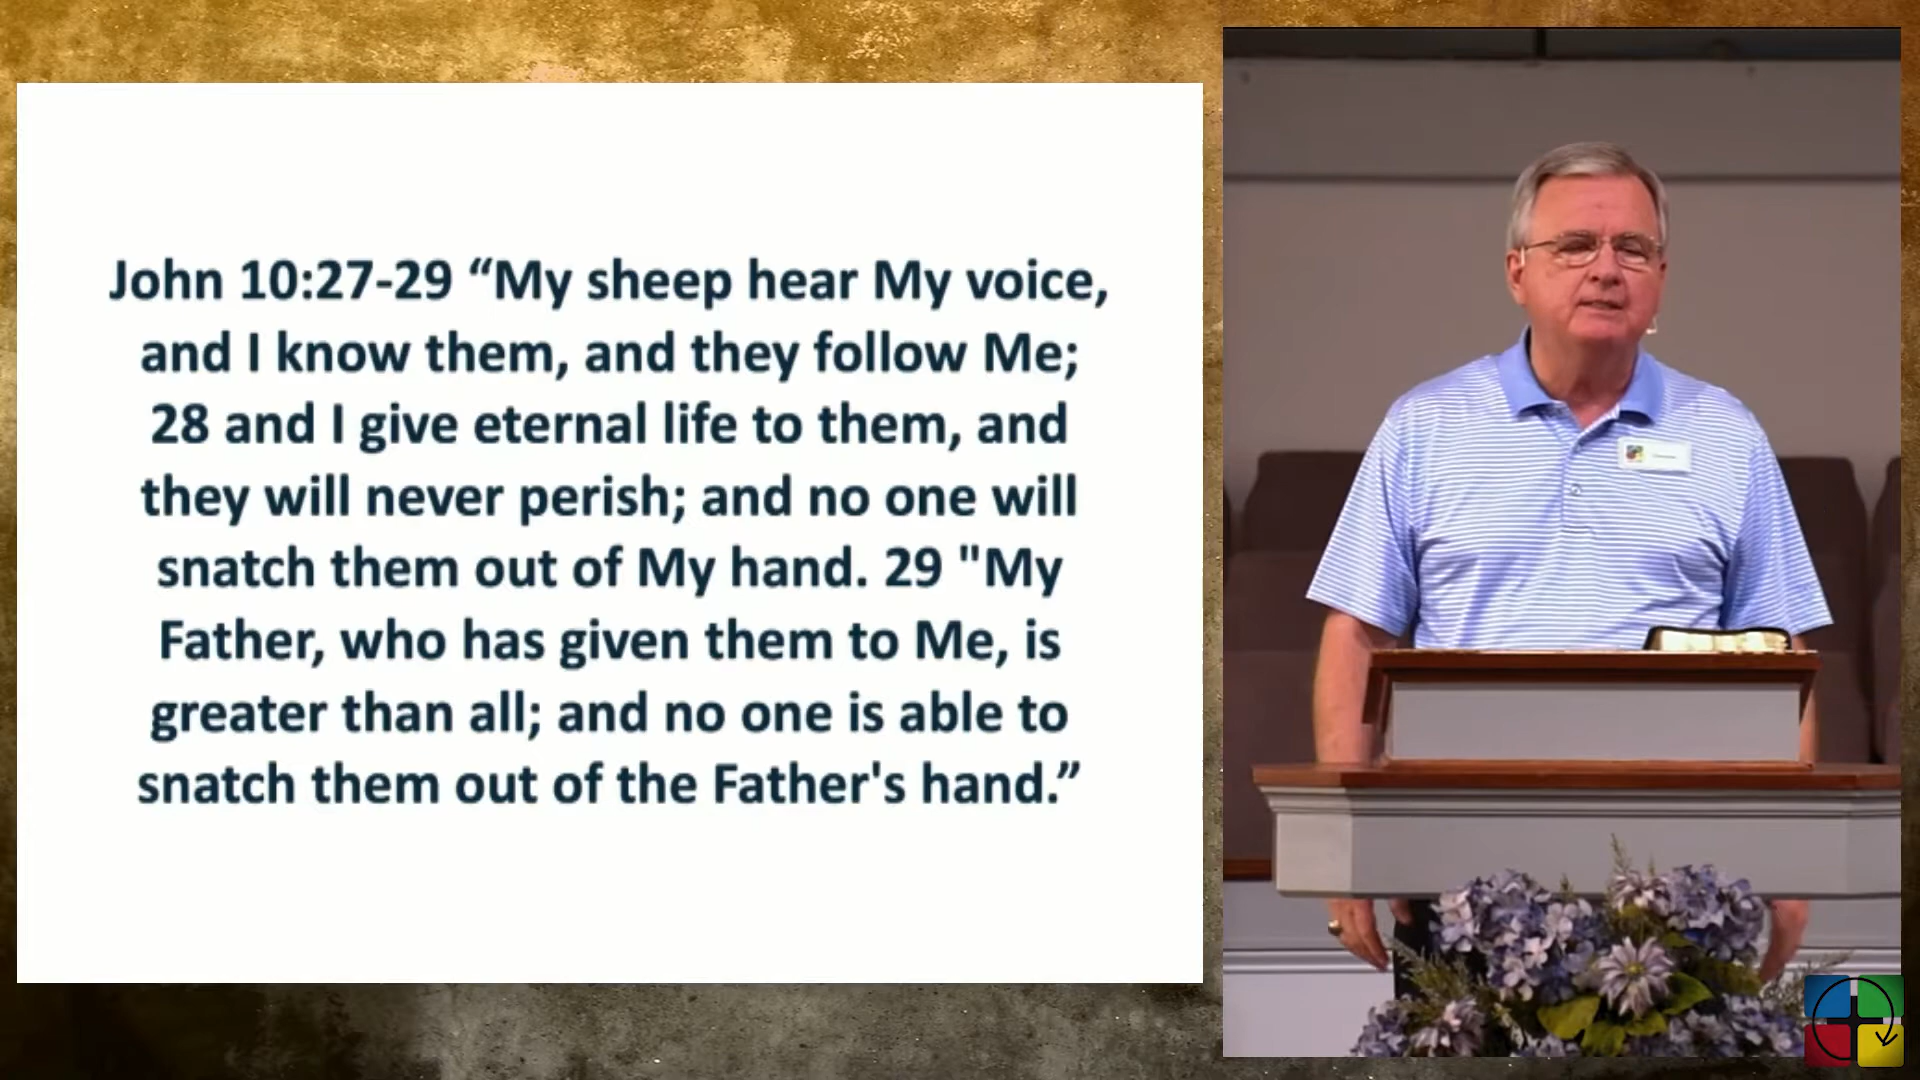 John 10:27-29 “My sheep hear My voice,
and I know them, and they follow Me;
28 and I give eternal life to them, and
they will never perish; and no one will
snatch them out of My hand. 29 "My
Father, who has given them to Me, is
greater than all; and no one is able to
snatch them out of the Father's hand.”